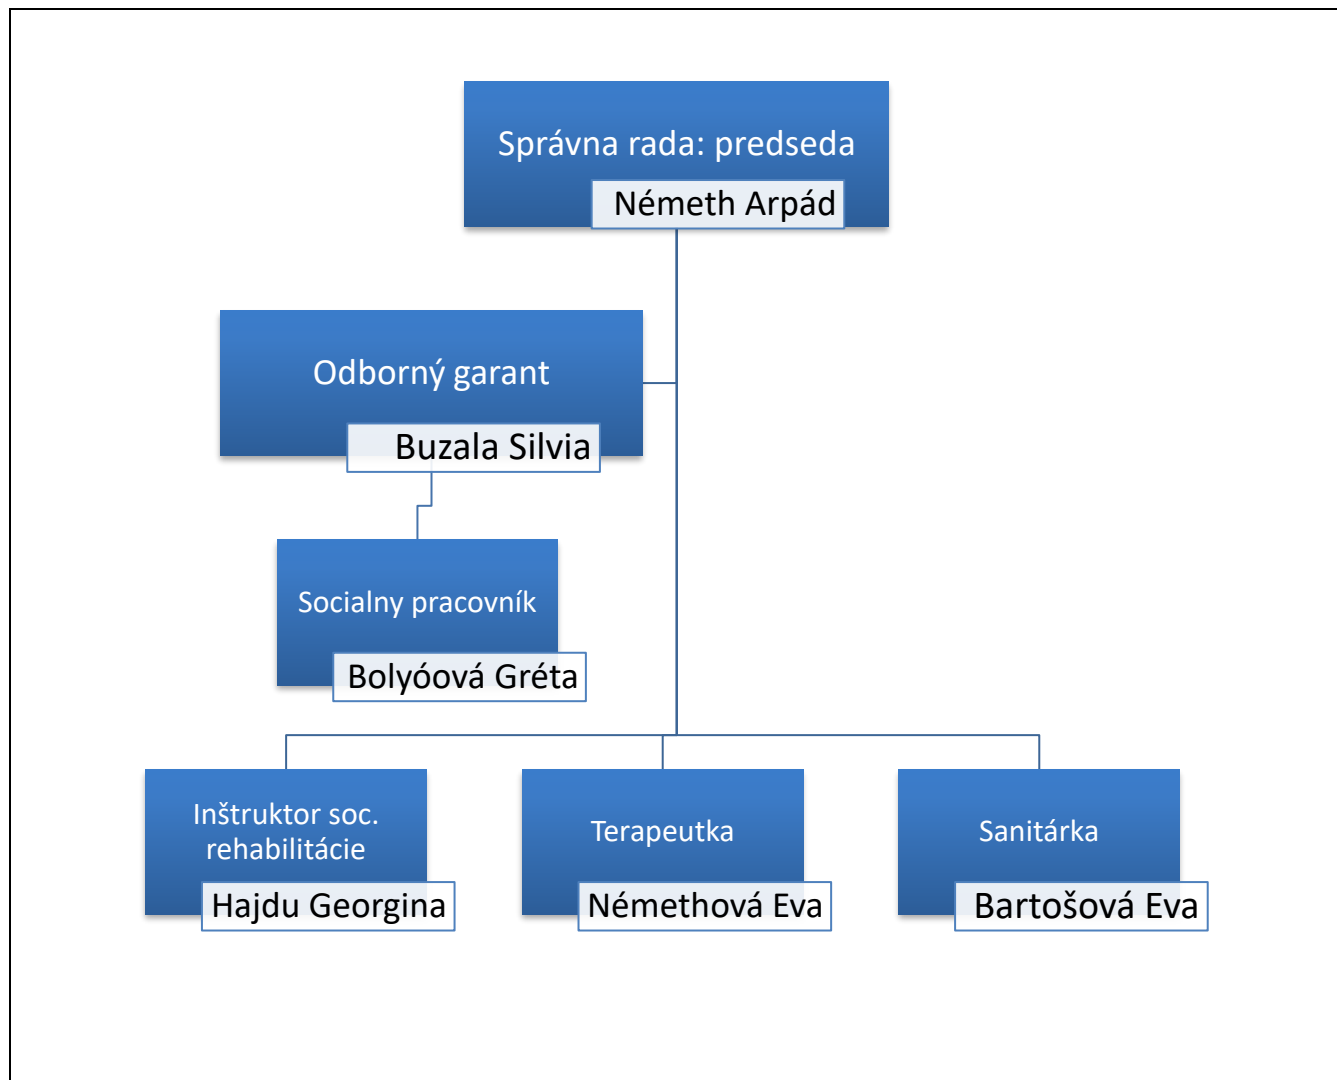 Správna rada: predseda
Németh Arpád
Odborný garant
Buzala Silvia
Socialny pracovník
Bolyóová Gréta
Inštruktor soc.
rehabilitácie
Hajdu Georgina
Terapeutka
Némethová Eva
Sanitárka
Bartošová Eva